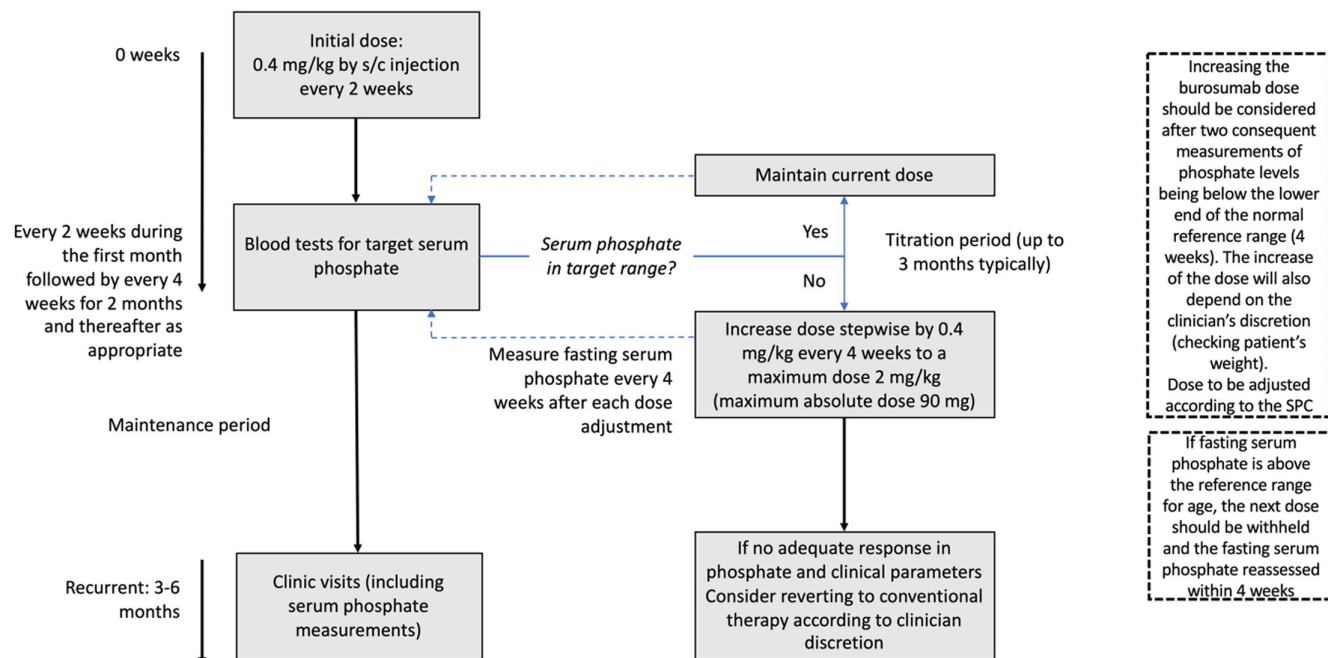 0 weeks
Initial dose:
0.4 mg/kg by s/c injection
every 2 weeks
Every 2 weeks during
the first month
followed by every 4
weeks for 2 months
and thereafter as
appropriate
Blood tests for target serum
phosphate
Serum phosphate
in target range?
Maintain current dose
Yes
No
Titration period (up to
3 months typically)
Increase dose stepwise by 0.4
mg/kg every 4 weeks to a
maximum dose 2 mg/kg
(maximum absolute dose 90 mg)
Measure fasting serum
phosphate every 4
weeks after each dose
adjustment
Maintenance period
Recurrent: 3-6
months
Clinic visits (including
serum phosphate
measurements)
If no adequate response in
phosphate and clinical parameters
Consider reverting to conventional
therapy according to clinician
discretion
Increasing the
burosumab dose
should be considered
after two consequent
measurements of
phosphate levels
being below the lower
end of the normal
reference range (4
weeks). The increase
of the dose will also
depend on the
clinician’s discretion
(checking patient’s
weight).
Dose to be adjusted
according to the SPC
If fasting serum
phosphate is above
the reference range
for age, the next dose
should be withheld
and the fasting serum
phosphate reassessed
within 4 weeks